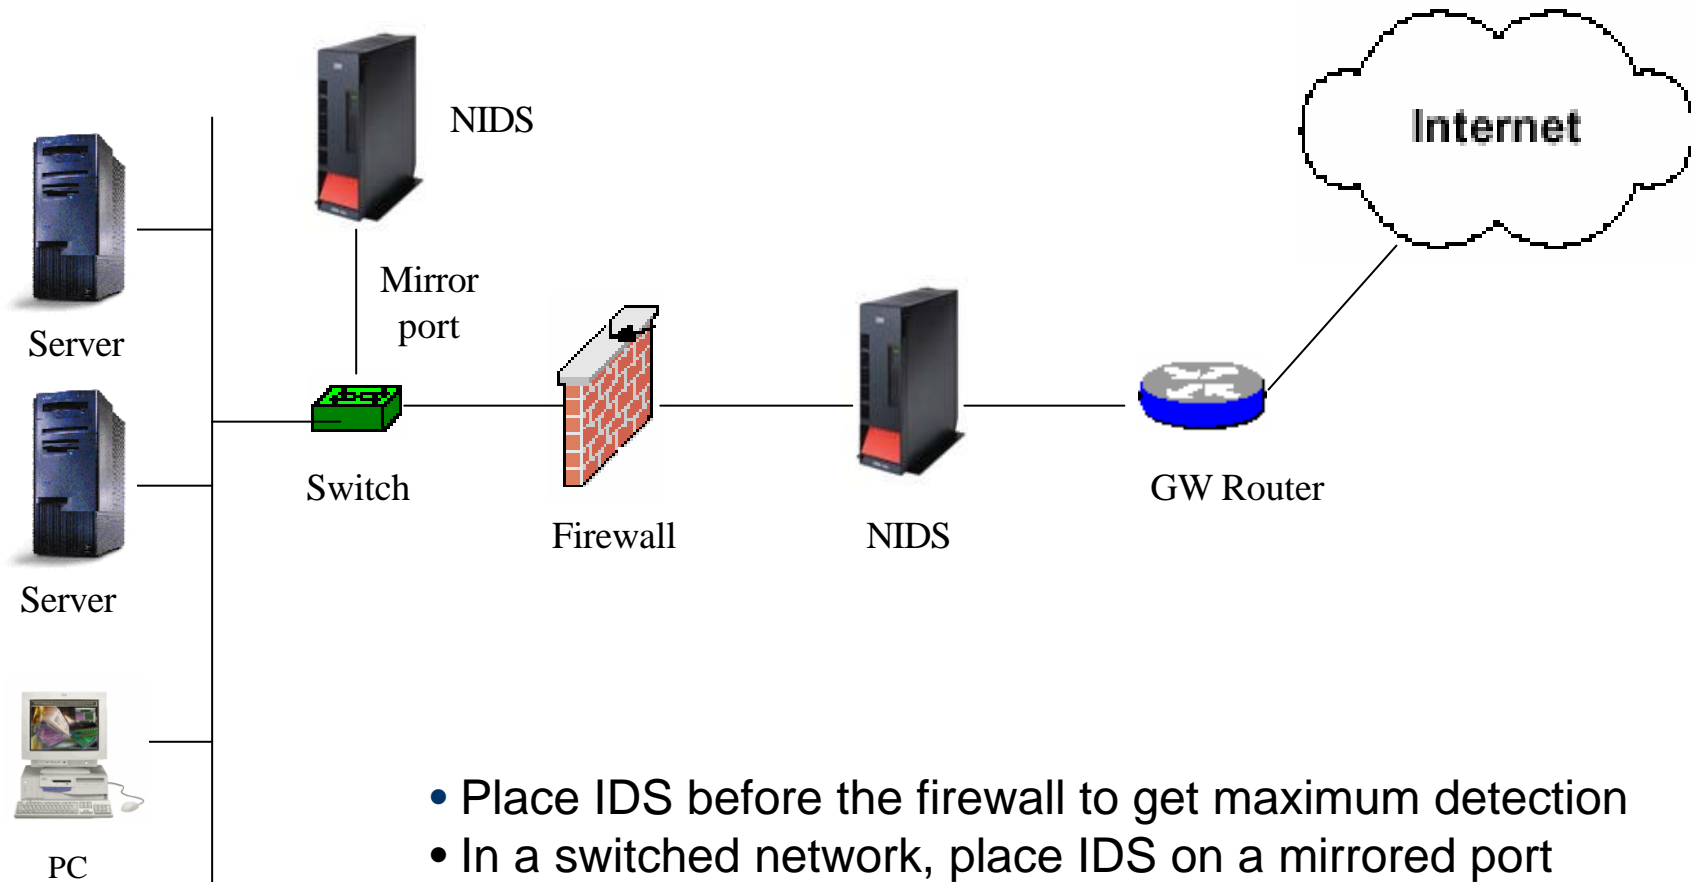 NIDS
Internet
Mirror
port
Server
Switch
Firewall
NIDS
GW Router
Server
PC
• Place IDS before the firewall to get maximum detection
• In a switched network, place IDS on a mirrored port